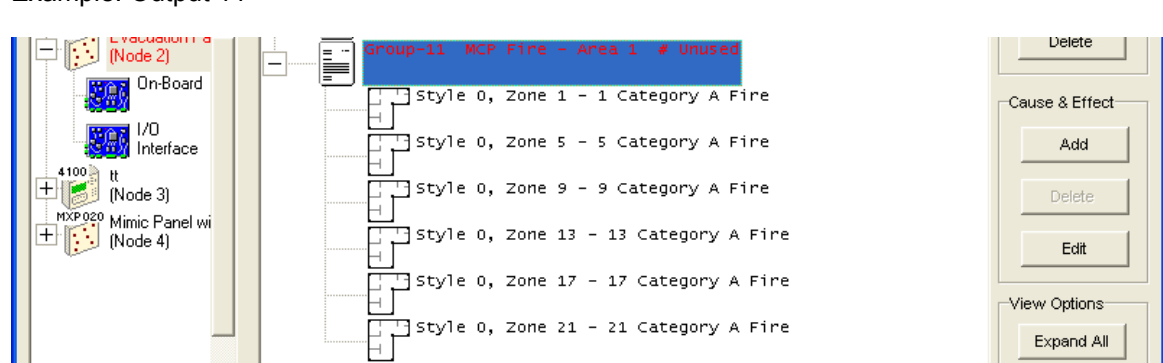 Example: Output 11
Evacuation Pa
(Node 2)
On-Board
I/O
Interface
4100
tt
(Node 3)
MXP020
Mimic Panel wi
(Node 4)
Group-11 MCP Fire - Area 1 # Unused
Style 0, Zone 1 - 1 Category A Fire
Style 0, Zone 5 - 5 Category A Fire
Style 0, Zone 9 - 9 Category A Fire
Style 0, Zone 13 - 13 Category A Fire
Style 0, Zone 17 - 17 Category A Fire
Style 0, Zone 21 - 21 Category A Fire
Delete
Cause & Effect
Add
Delete
Edit
View Options
Expand All